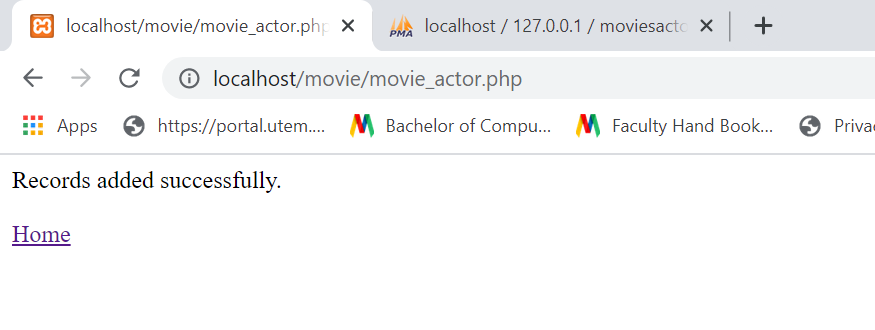 localhost/movie/movie_actor.php
PMA localhost / 127.0.0.1 / moviesacto
localhost/movie/movie_actor.php
Apps https://portal.utem.... Bachelor of Compu... Faculty Hand Book... Priva
Records added successfully.
Home